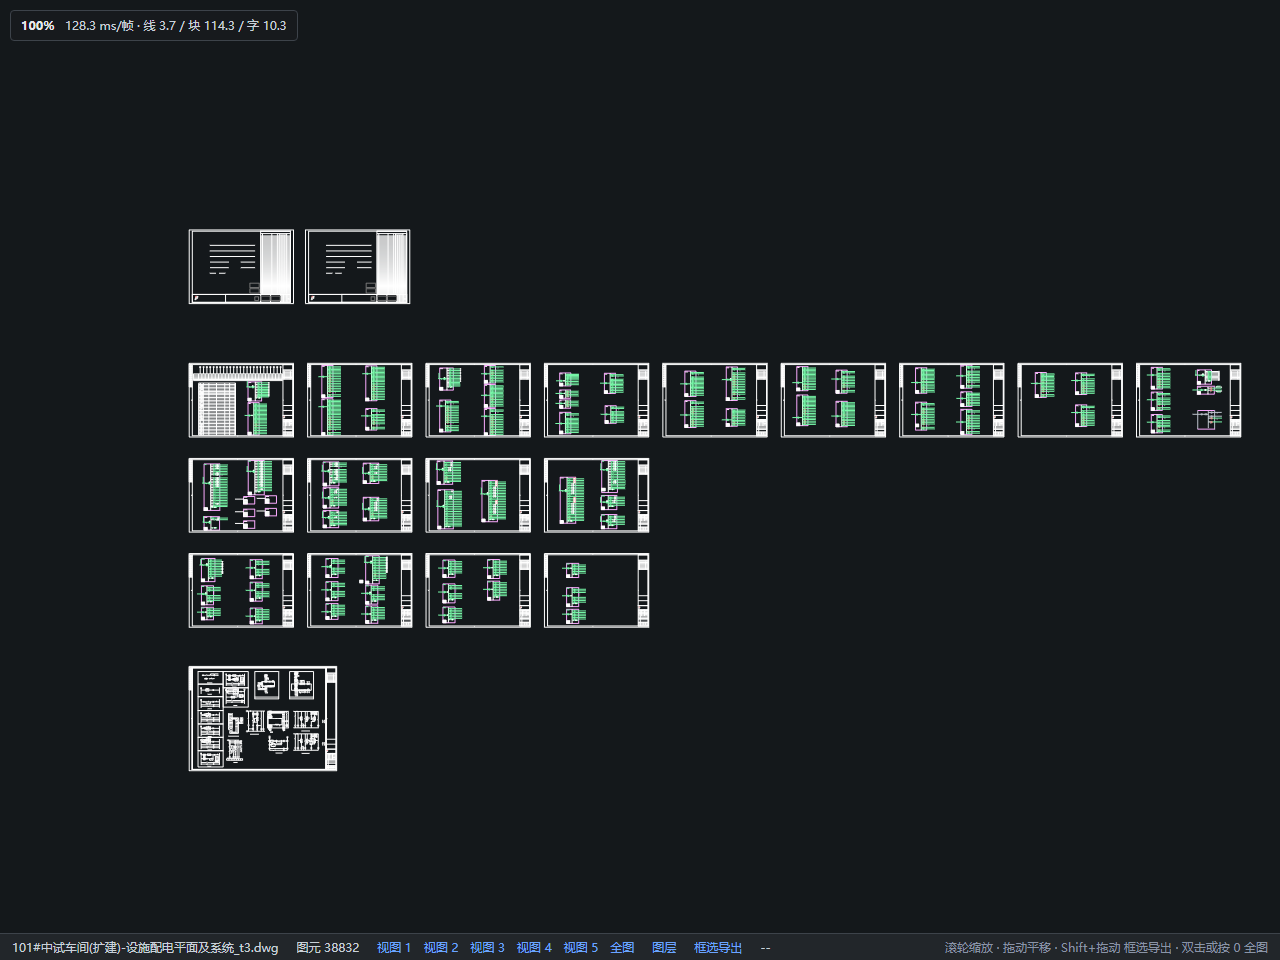 100% 128.3 ms/帧 · 线 3.7 / 块 114.3 / 字 10.3
101#中试车间(扩建)-设施配电平面及系统_t3.dwg 图元 38832 视图 1 视图 2 视图 3 视图 4 视图 5 全图 图层 框选导出 -- 滚轮缩放 · 拖动平移 · Shift+拖动 框选导出 · 双击或按 0 全图